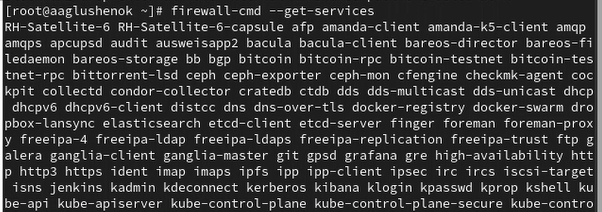 [root@aaglushenok ~]# firewall-cmd --get-services
RH-Satellite-6 RH-Satellite-6-capsule afp amanda-client amanda-k5-client amqp
amqps apcupsd audit ausweisapp2 bacula bacula-client bareos-director bareos-fi
ledaemon bareos-storage bb bgp bitcoin bitcoin-rpc bitcoin-testnet bitcoin-tes
tnet-rpc bittorrent-lsd ceph ceph-exporter ceph-mon cfengine checkmk-agent coc
kpit collectd condor-collector cratedb ctdb dds dds-multicast dds-unicast dhcp
 dhcpv6 dhcpv6-client distcc dns dns-over-tls docker-registry docker-swarm dro
pbox-lansync elasticsearch etcd-client etcd-server finger foreman foreman-prox
y freeipa-4 freeipa-ldap freeipa-ldaps freeipa-replication freeipa-trust ftp g
alera ganglia-client ganglia-master git gpsd grafana gre high-availability htt
p http3 https ident imap imaps ipfs ipp ipp-client ipsec irc ircs iscsi-target
 isns jenkins kadmin kdeconnect kerberos kibana klogin kpasswd kprop kshell ku
be-api kube-apiserver kube-control-plane kube-control-plane-secure kube-contro